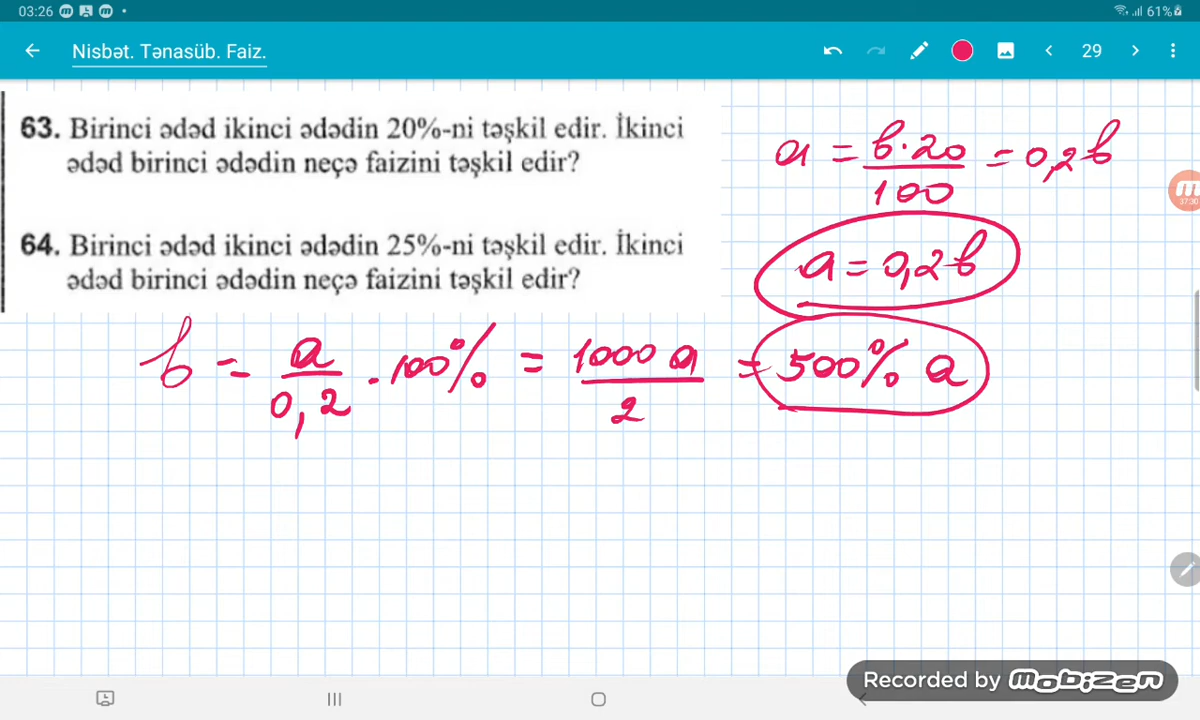 03:26 61%
Nisbət. Tənasüb. Faiz. 29
63. Birinci ədəd ikinci ədədin 20%-ni təşkil edir. İkinci
ədəd birinci ədədin neçə faizini təşkil edir?
64. Birinci ədəd ikinci ədədin 25%-ni təşkil edir. İkinci
ədəd birinci ədədin neçə faizini təşkil edir?
a = b·20/100 = 0,2b
a = 0,2b
b = a/0,2 · 100% = 1000a/2 = 500% a
37:30
Recorded by Mobizen